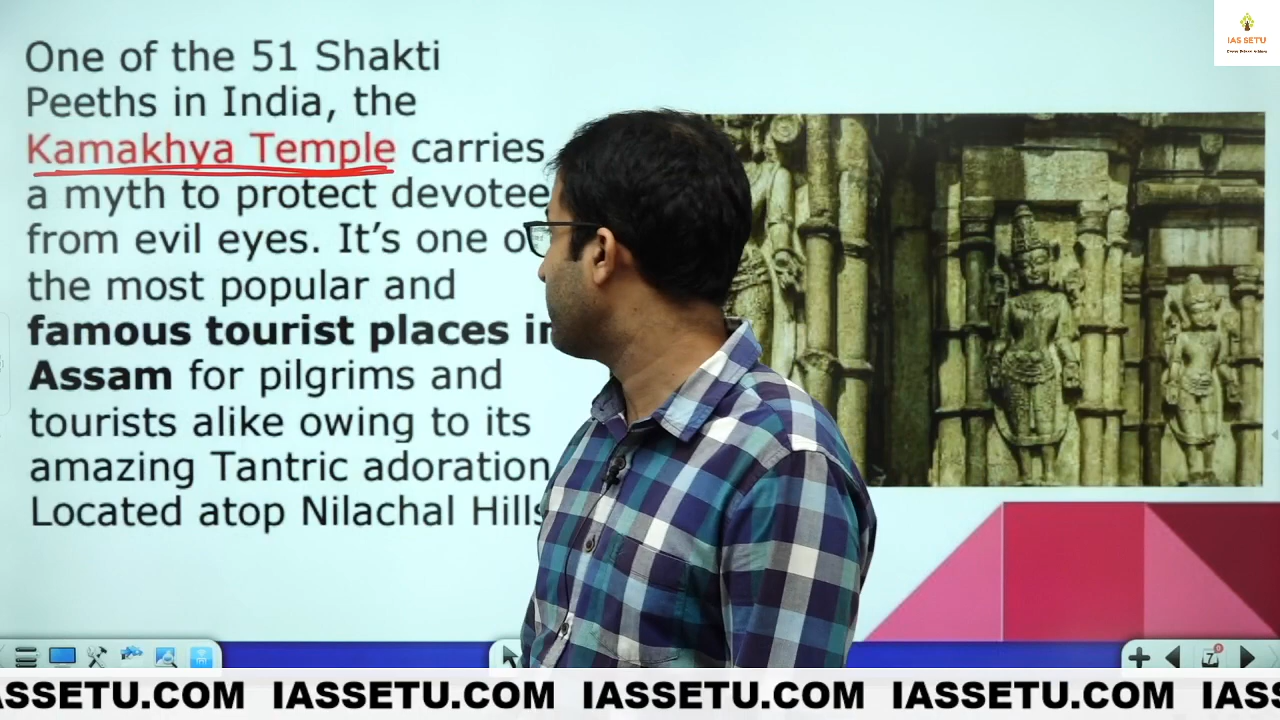 One of the 51 Shakti
Peeths in India, the
Kamakhya Temple carries
a myth to protect devotee
from evil eyes. It's one o
the most popular and
famous tourist places in
Assam for pilgrims and
tourists alike owing to its
amazing Tantric adoration
Located atop Nilachal Hills
IAS SETU
7
ASSETU.COM IASSETU.COM IASSETU.COM IASSETU.COM IASS